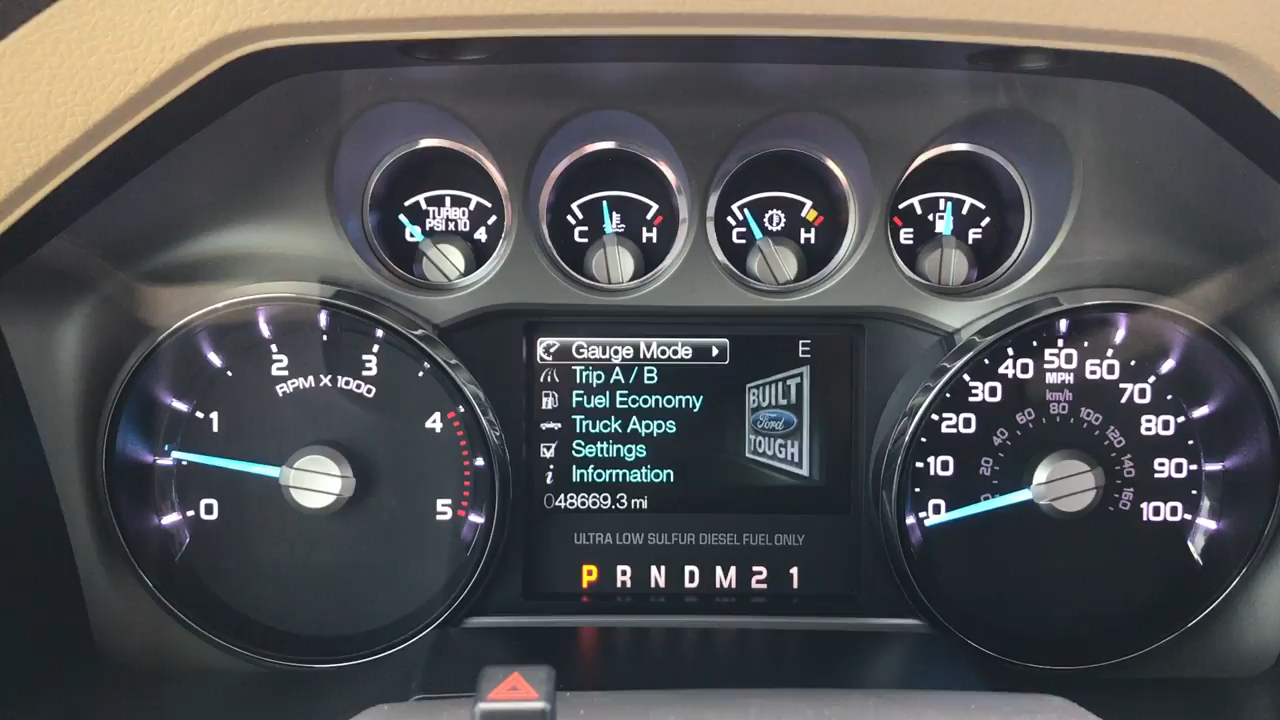 TURBO
PSI x 10
0 4
C H
C H
E F
0 1 2 3 4 5
RPM X 1000
Gauge Mode
E
Trip A / B
Fuel Economy
Truck Apps
Settings
i Information
048669.3 mi
BUILT
Ford
TOUGH
ULTRA LOW SULFUR DIESEL FUEL ONLY
P R N D M 2 1
0 10 20 30 40 50 60 70 80 90 100
MPH
km/h
0 20 40 60 80 100 120 140 160